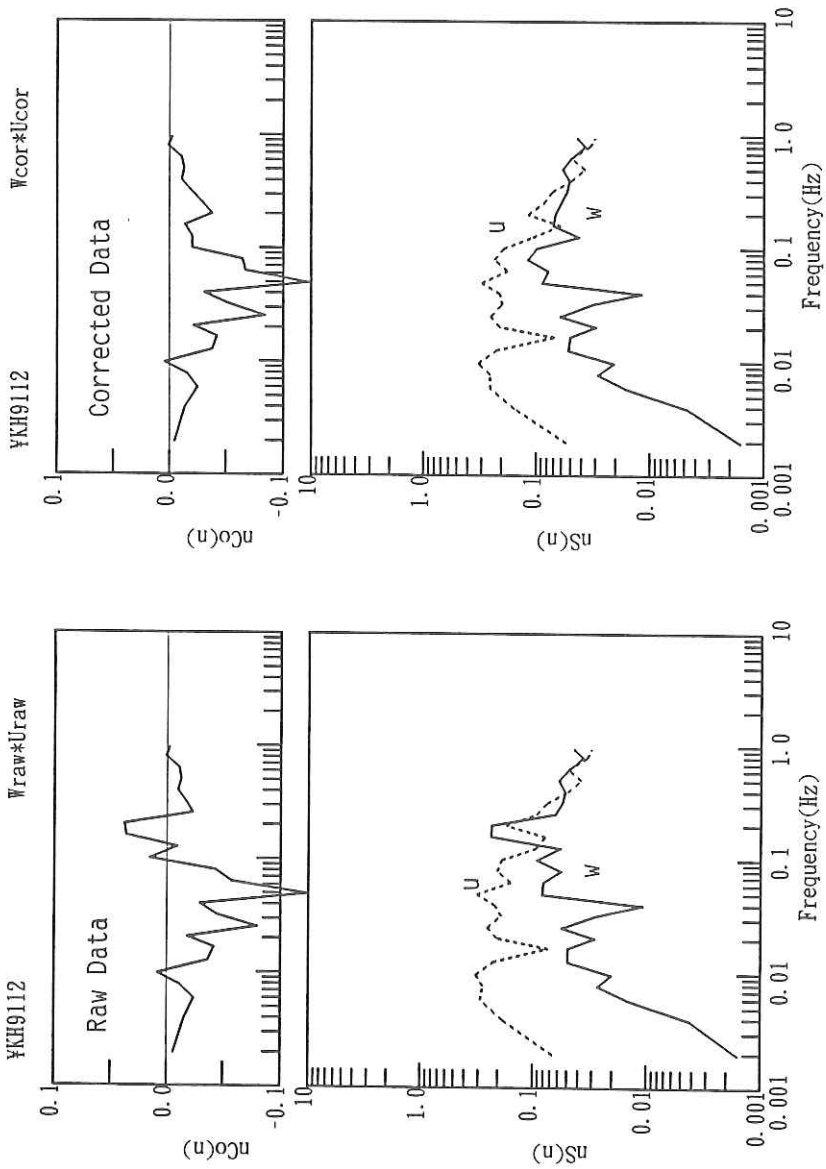 ¥KH9112
Wraw*Uraw
0.1
0.0
-0.1
nCo(n)
Raw Data
10
1.0
0.1
0.01
0.001
nS(n)
u
w
0.001
0.01
0.1
1.0
10
Frequency(Hz)
¥KH9112
Wcor*Ucor
0.1
0.0
-0.1
nCo(n)
Corrected Data
10
1.0
0.1
0.01
0.001
nS(n)
u
w
0.001
0.01
0.1
1.0
10
Frequency(Hz)